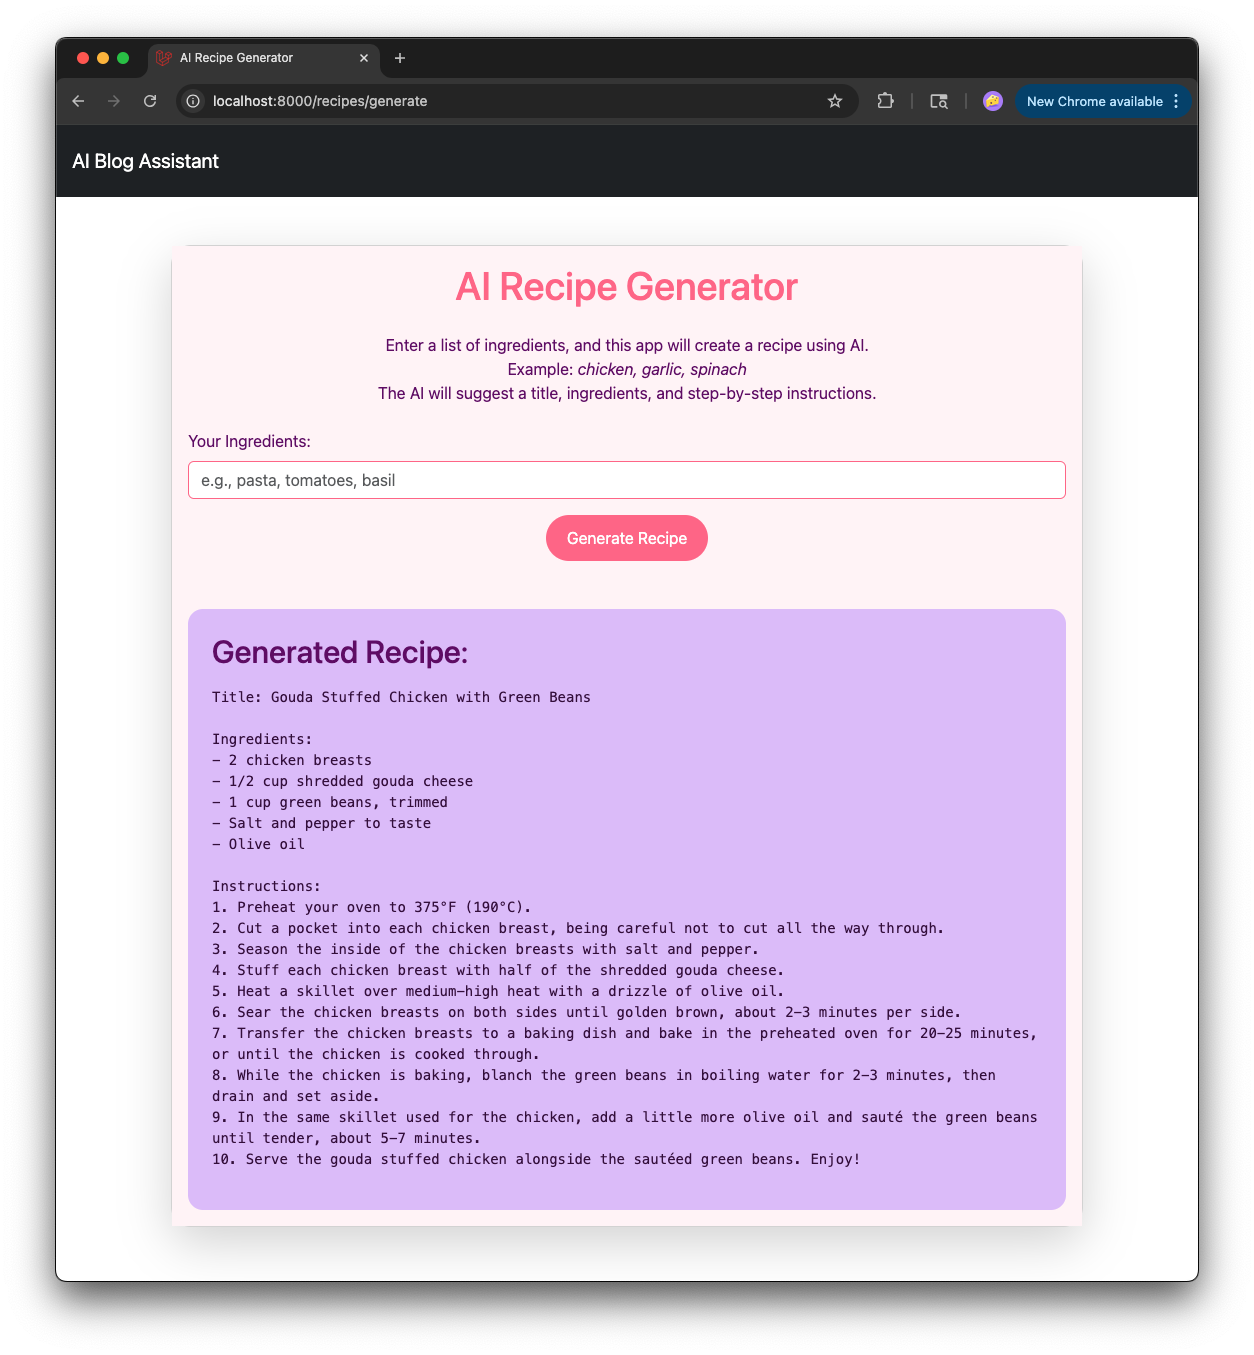 AI Recipe Generator
localhost:8000/recipes/generate
New Chrome available
AI Blog Assistant
AI Recipe Generator
Enter a list of ingredients, and this app will create a recipe using AI.
Example: chicken, garlic, spinach
The AI will suggest a title, ingredients, and step-by-step instructions.
Your Ingredients:
e.g., pasta, tomatoes, basil
Generate Recipe
Generated Recipe:
Title: Gouda Stuffed Chicken with Green Beans
Ingredients:
- 2 chicken breasts
- 1/2 cup shredded gouda cheese
- 1 cup green beans, trimmed
- Salt and pepper to taste
- Olive oil
Instructions:
1. Preheat your oven to 375°F (190°C).
2. Cut a pocket into each chicken breast, being careful not to cut all the way through.
3. Season the inside of the chicken breasts with salt and pepper.
4. Stuff each chicken breast with half of the shredded gouda cheese.
5. Heat a skillet over medium-high heat with a drizzle of olive oil.
6. Sear the chicken breasts on both sides until golden brown, about 2-3 minutes per side.
7. Transfer the chicken breasts to a baking dish and bake in the preheated oven for 20-25 minutes,
or until the chicken is cooked through.
8. While the chicken is baking, blanch the green beans in boiling water for 2-3 minutes, then
drain and set aside.
9. In the same skillet used for the chicken, add a little more olive oil and sauté the green beans
until tender, about 5-7 minutes.
10. Serve the gouda stuffed chicken alongside the sautéed green beans. Enjoy!